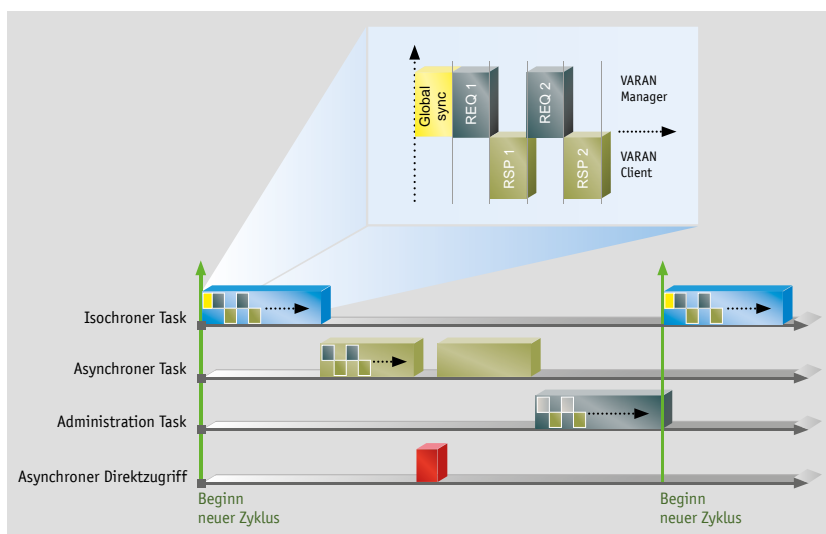 Global
sync
REQ 1
RSP 1
REQ 2
RSP 2
VARAN
Manager
VARAN
Client
Isochroner Task
Asynchroner Task
Administration Task
Asynchroner Direktzugriff
Beginn
neuer Zyklus
Beginn
neuer Zyklus